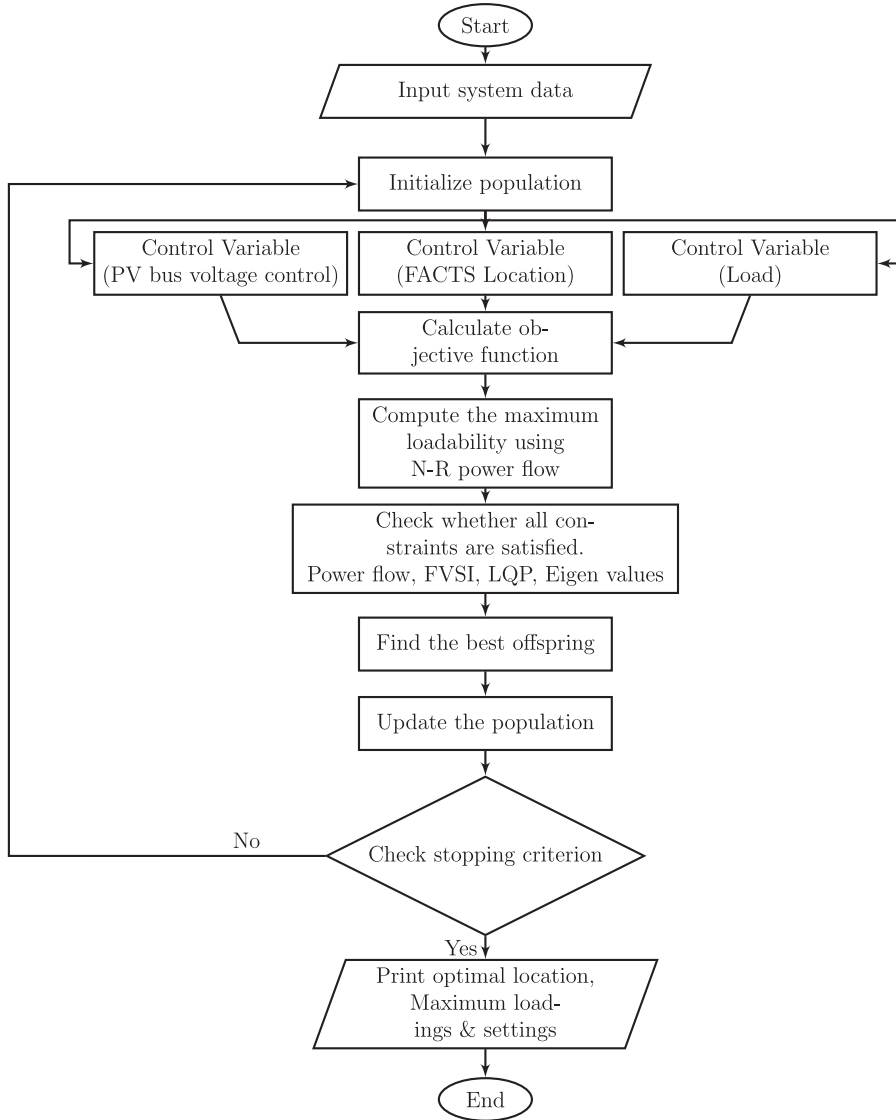 Start
Input system data
Initialize population
Control Variable
(PV bus voltage control)
Control Variable
(FACTS Location)
Control Variable
(Load)
Calculate ob-
jective function
Compute the maximum
loadability using
N-R power flow
Check whether all con-
straints are satisfied.
Power flow, FVSI, LQP, Eigen values
Find the best offspring
Update the population
No
Check stopping criterion
Yes
Print optimal location,
Maximum load-
ings & settings
End